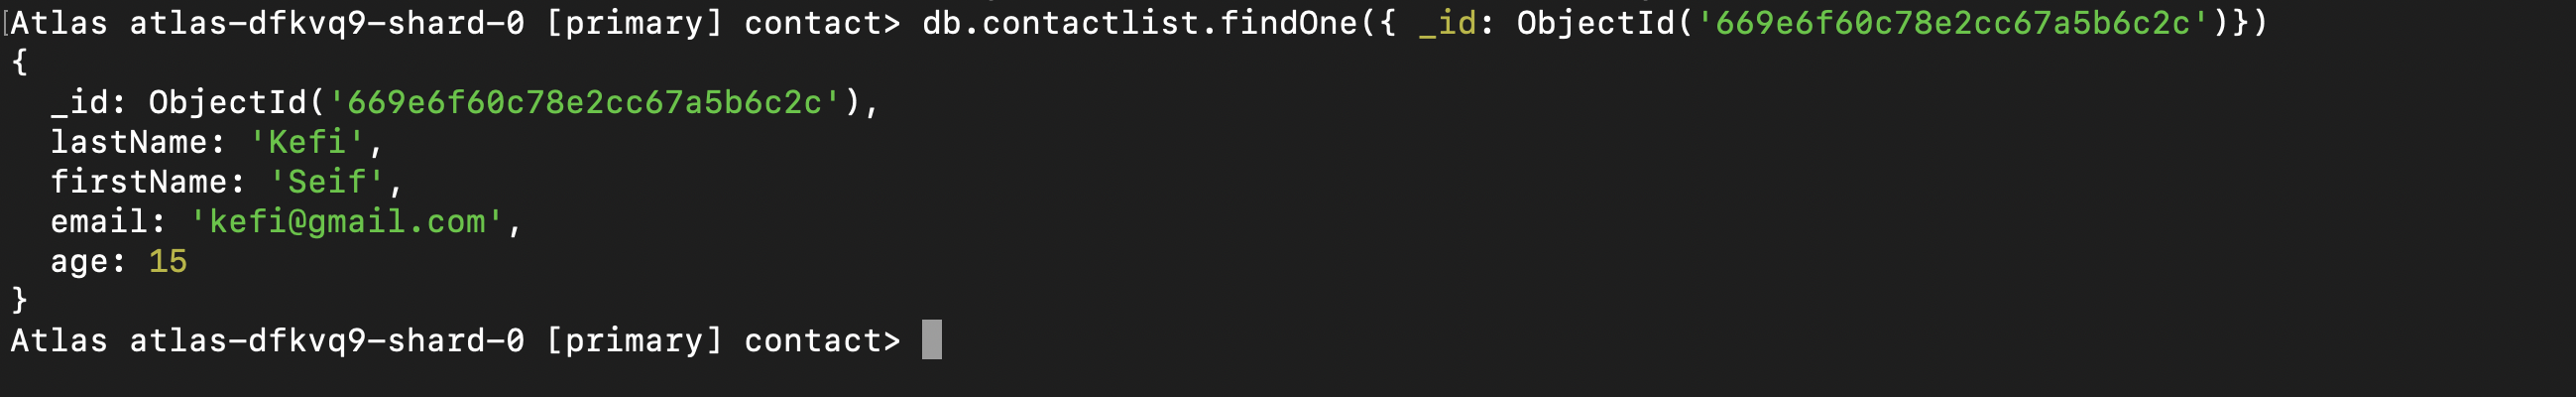 Atlas atlas-dfkvq9-shard-0 [primary] contact> db.contactlist.findOne({ _id: ObjectId('669e6f60c78e2cc67a5b6c2c')})
{
  _id: ObjectId('669e6f60c78e2cc67a5b6c2c'),
  lastName: 'Kefi',
  firstName: 'Seif',
  email: 'kefi@gmail.com',
  age: 15
}
Atlas atlas-dfkvq9-shard-0 [primary] contact>